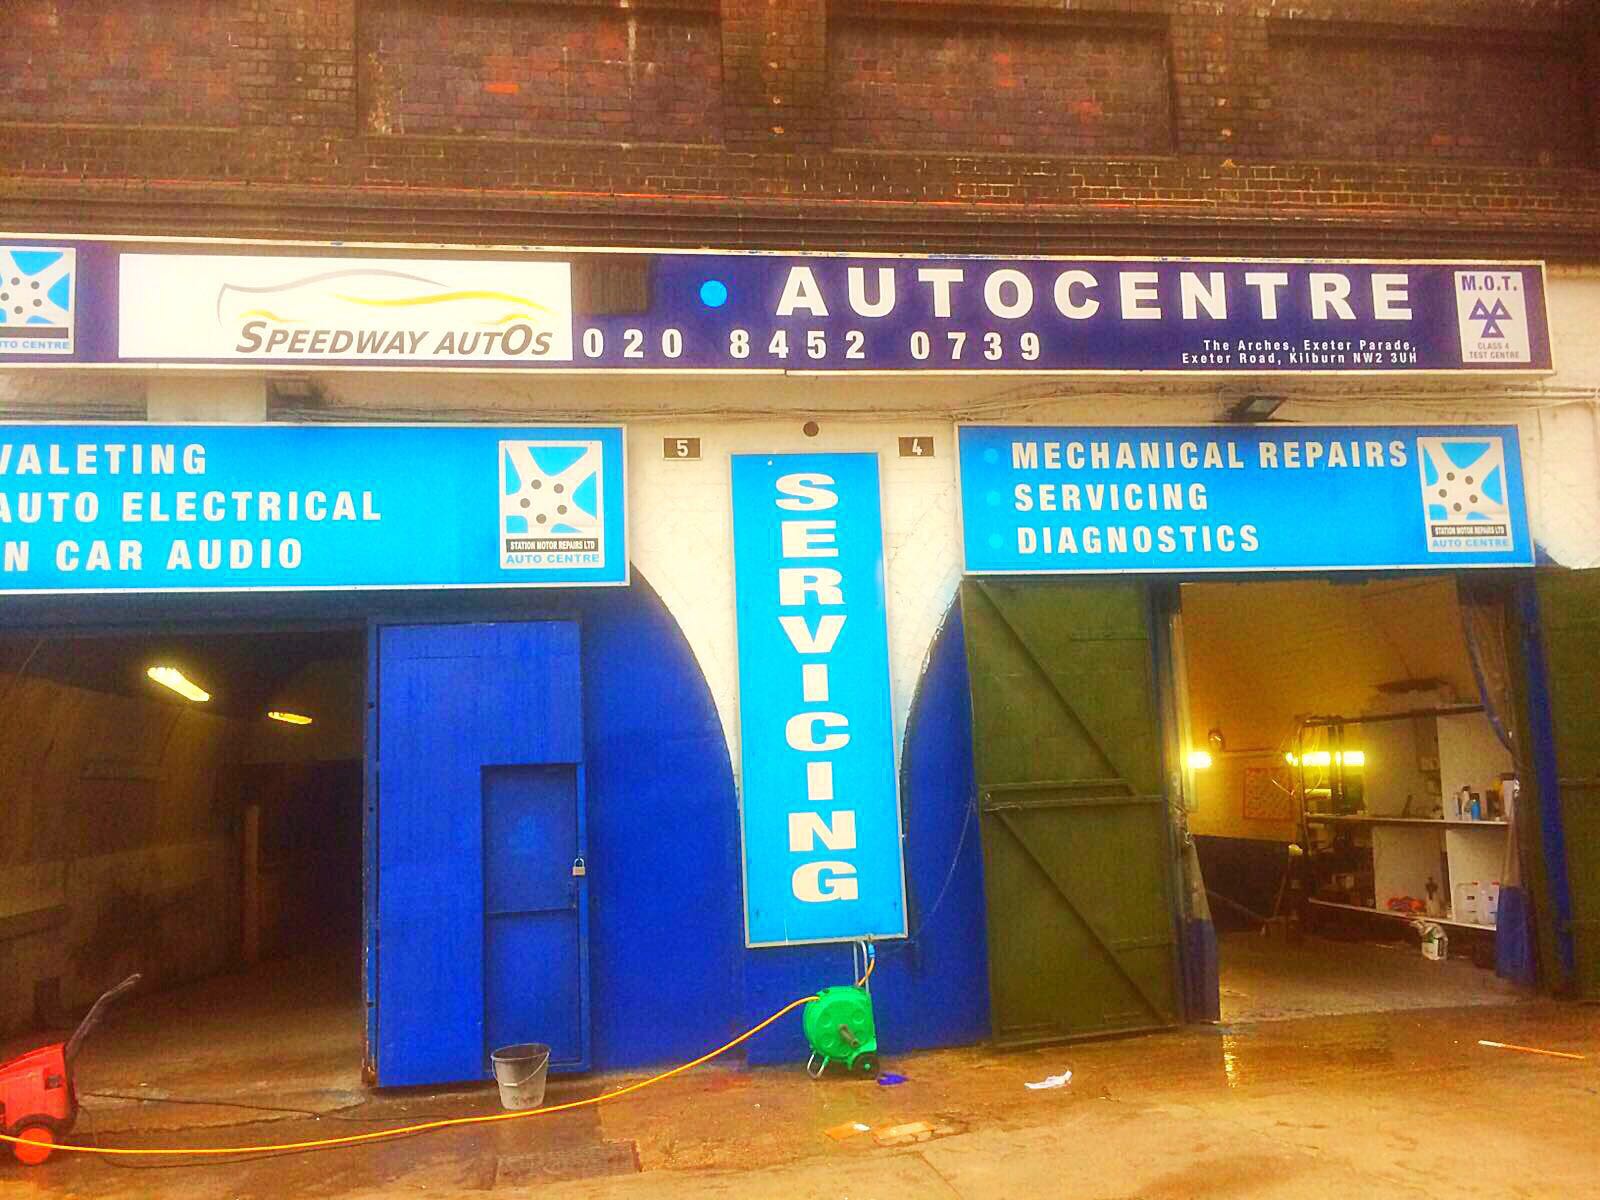 AUTO CENTRE
SPEEDWAY AUTOS
AUTOCENTRE
020 8452 0739
The Arches, Exeter Parade,
Exeter Road, Kilburn NW2 3UH
M.O.T.
CLASS 4
TEST CENTRE
VALETING
AUTO ELECTRICAL
N CAR AUDIO
STATION MOTOR REPAIRS LTD
AUTO CENTRE
5
4
SERVICING
MECHANICAL REPAIRS
SERVICING
DIAGNOSTICS
STATION MOTOR REPAIRS LTD
AUTO CENTRE